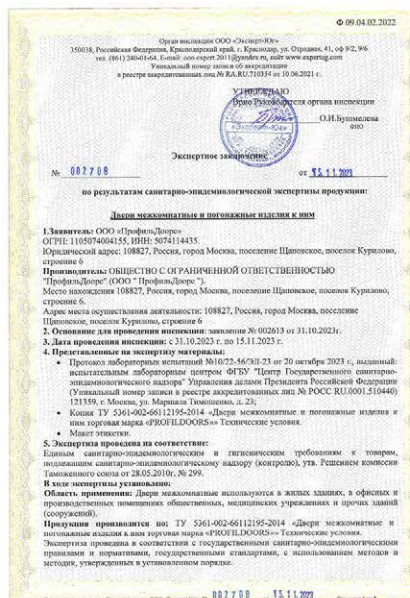 Ф 09.04.02.2022
Орган инспекции ООО «Эксперт-Юг»
350038, Российская Федерация, Краснодарский край, г. Краснодар, ул. Отрадная, 41, оф 9/2, 9/6
тел. (861) 240-01-64, E-mail: ooo.expert.2011@yandex.ru, сайт www.expertug.com
Уникальный номер записи об аккредитации
в реестре аккредитованных лиц № RA.RU.710354 от 10.06.2021 г.
УТВЕРЖДАЮ
Врио Руководителя органа инспекции
О.И.Бушмелева
ФИО
«Эксперт-Юг»
Экспертное заключение
№ 002708 от 15.11.2023
по результатам санитарно-эпидемиологической экспертизы продукции:
Двери межкомнатные и погонажные изделия к ним
1.Заявитель: ООО «ПрофильДоорс»
ОГРН: 1105074004155, ИНН: 5074114435.
Юридический адрес: 108827, Россия, город Москва, поселение Щаповское, поселок Курилово,
строение 6
Производитель: ОБЩЕСТВО С ОГРАНИЧЕННОЙ ОТВЕТСТВЕННОСТЬЮ
"ПрофильДоорс" (ООО " ПрофильДоорс ").
Место нахождения 108827, Россия, город Москва, поселение Щаповское, поселок Курилово,
строение 6.
Адрес места осуществления деятельности: 108827, Россия, город Москва, поселение
Щаповское, поселок Курилово, строение 6
2. Основание для проведения инспекции: заявление № 002613 от 31.10.2023г.
3. Дата проведения инспекции: с 31.10.2023 г. по 15.11.2023 г.
4. Представленные на экспертизу материалы:
• Протокол лабораторных испытаний №10/22-56/ЭЛ-23 от 20 октября 2023 г., выданный:
испытательным лабораторным центром ФГБУ "Центр Государственного санитарно-
эпидемиологического надзора" Управления делами Президента Российской Федерации
(Уникальный номер записи в реестре аккредитованных лиц № РОСС RU.0001.510440)
121359, г. Москва, ул. Маршала Тимошенко, д. 23;
• Копия ТУ 5361-002-66112195-2014 «Двери межкомнатные и погонажные изделия к
ним торговая марка «PROFILDOORS»» Технические условия.
• Макет этикетки.
5. Экспертиза проведена на соответствие:
Единым санитарно-эпидемиологическим и гигиеническим требованиям к товарам,
подлежащим санитарно-эпидемиологическому надзору (контролю), утв. Решением комиссии
Таможенного союза от 28.05.2010г. № 299.
В ходе экспертизы установлено:
Область применения: Двери межкомнатные используются в жилых зданиях, в офисных и
производственных помещениях общественных, медицинских учреждениях и прочих зданий
(сооружений).
Продукция производится по: ТУ 5361-002-66112195-2014 «Двери межкомнатные и
погонажные изделия к ним торговая марка «PROFILDOORS»» Технические условия.
Экспертиза проведена в соответствии с государственными санитарно-эпидемиологическими
правилами и нормативами, государственными стандартами, с использованием методов и
методик, утвержденных в установленном порядке.
002708 15.11.2023